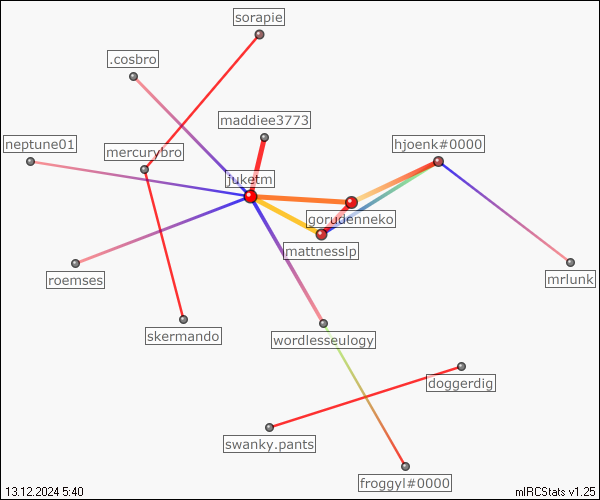 sorapie
.cosbro
maddiee3773
neptune01
hjoenk#0000
mercurybro
juketm
gorudenneko
mattnesslp
roemses
mrlunk
skermando
wordlesseulogy
doggerdig
swanky.pants
froggyl#0000
13.12.2024 5:40
mIRCStats v1.25